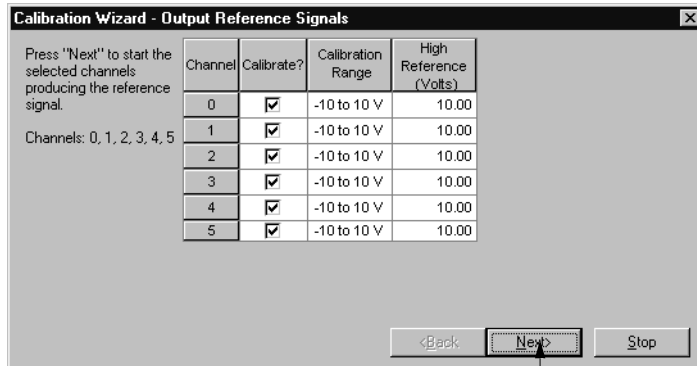 Calibration Wizard - Output Reference Signals
Press "Next" to start the
selected channels
producing the reference
signal.
Channels: 0, 1, 2, 3, 4, 5
Channel Calibrate? Calibration Range High Reference (Volts)
0 -10 to 10 V 10.00
1 -10 to 10 V 10.00
2 -10 to 10 V 10.00
3 -10 to 10 V 10.00
4 -10 to 10 V 10.00
5 -10 to 10 V 10.00
<Back Next> Stop